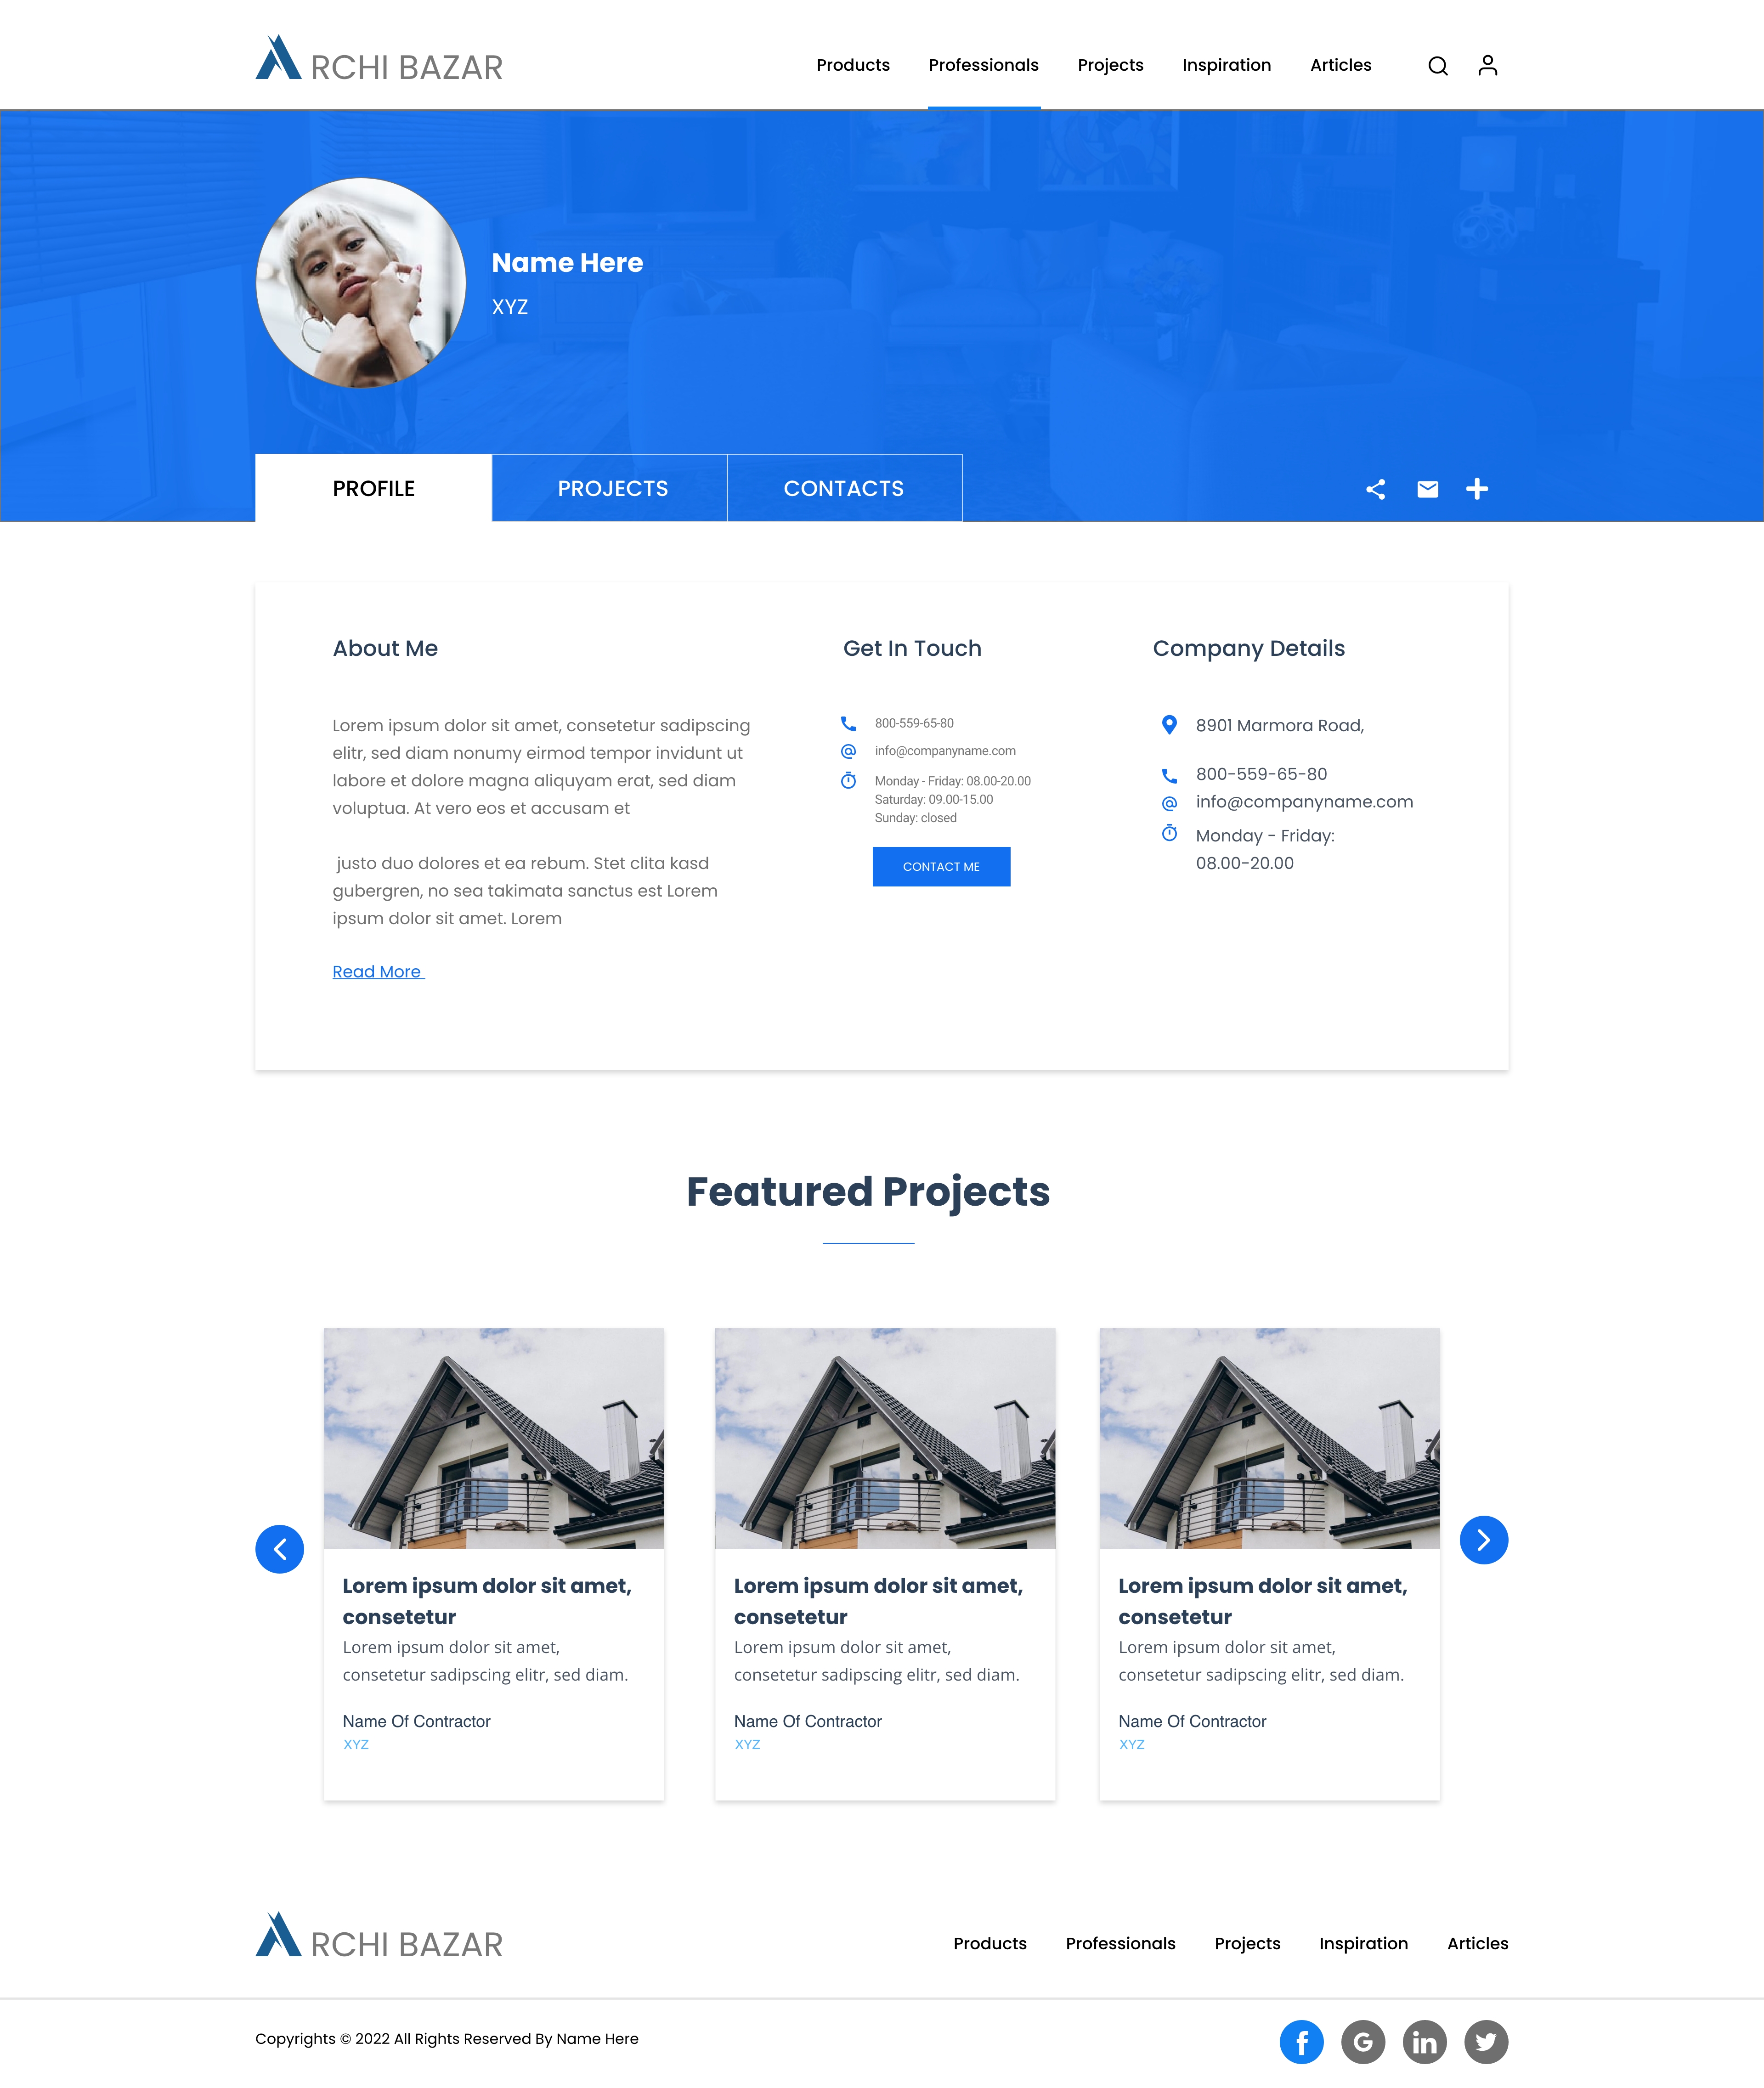 RCHI BAZAR
Products Professionals Projects Inspiration Articles
Name Here
XYZ
PROFILE PROJECTS CONTACTS
About Me
Lorem ipsum dolor sit amet, consetetur sadipscing
elitr, sed diam nonumy eirmod tempor invidunt ut
labore et dolore magna aliquyam erat, sed diam
voluptua. At vero eos et accusam et
justo duo dolores et ea rebum. Stet clita kasd
gubergren, no sea takimata sanctus est Lorem
ipsum dolor sit amet. Lorem
Read More
Get In Touch
800-559-65-80
info@companyname.com
Monday - Friday: 08.00-20.00
Saturday: 09.00-15.00
Sunday: closed
CONTACT ME
Company Details
8901 Marmora Road,
800-559-65-80
info@companyname.com
Monday - Friday:
08.00-20.00
Featured Projects
Lorem ipsum dolor sit amet,
consetetur
Lorem ipsum dolor sit amet,
consetetur sadipscing elitr, sed diam.
Name Of Contractor
XYZ
Lorem ipsum dolor sit amet,
consetetur
Lorem ipsum dolor sit amet,
consetetur sadipscing elitr, sed diam.
Name Of Contractor
XYZ
Lorem ipsum dolor sit amet,
consetetur
Lorem ipsum dolor sit amet,
consetetur sadipscing elitr, sed diam.
Name Of Contractor
XYZ
RCHI BAZAR
Products Professionals Projects Inspiration Articles
Copyrights © 2022 All Rights Reserved By Name Here